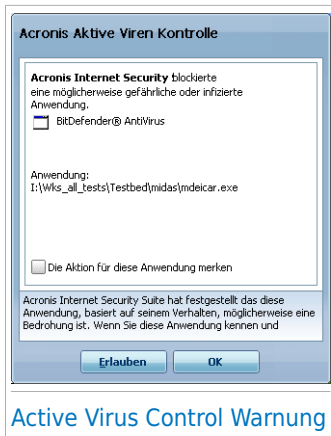 Acronis Aktive Viren Kontrolle
Acronis Internet Security blockierte
eine möglicherweise gefährliche oder infizierte
Anwendung.
BitDefender® AntiVirus
Anwendung:
I:\Wks_all_tests\Testbed\midas\mdeicar.exe
Die Aktion für diese Anwendung merken
Acronis Internet Security Suite hat festgestellt das diese
Anwendung, basiert auf seinem Verhalten, möglicherweise eine
Bedrohung ist. Wenn Sie diese Anwendung kennen und
Erlauben
OK
Active Virus Control Warnung